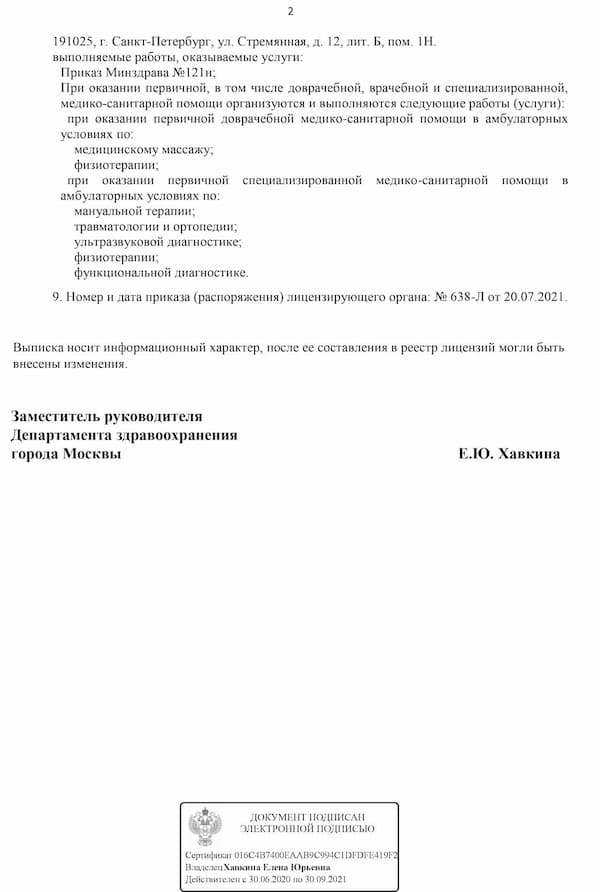 2
191025, г. Санкт-Петербург, ул. Стремянная, д. 12, лит. Б, пом. 1Н.
выполняемые работы, оказываемые услуги:
Приказ Минздрава №121н;
При оказании первичной, в том числе доврачебной, врачебной и специализированной,
медико-санитарной помощи организуются и выполняются следующие работы (услуги):
при оказании первичной доврачебной медико-санитарной помощи в амбулаторных
условиях по:
медицинскому массажу;
физиотерапии;
при оказании первичной специализированной медико-санитарной помощи в
амбулаторных условиях по:
мануальной терапии;
травматологии и ортопедии;
ультразвуковой диагностике;
физиотерапии;
функциональной диагностике.
9. Номер и дата приказа (распоряжения) лицензирующего органа: № 638-Л от 20.07.2021.
Выписка носит информационный характер, после ее составления в реестр лицензий могли быть
внесены изменения.
Заместитель руководителя
Департамента здравоохранения
города Москвы Е.Ю. Хавкина
ДОКУМЕНТ ПОДПИСАН
ЭЛЕКТРОННОЙ ПОДПИСЬЮ
Сертификат 016C4B7400EAAB9C994C1DFDFE419F2
Владелец Хавкина Елена Юрьевна
Действителен с 30.06.2020 по 30.09.2021